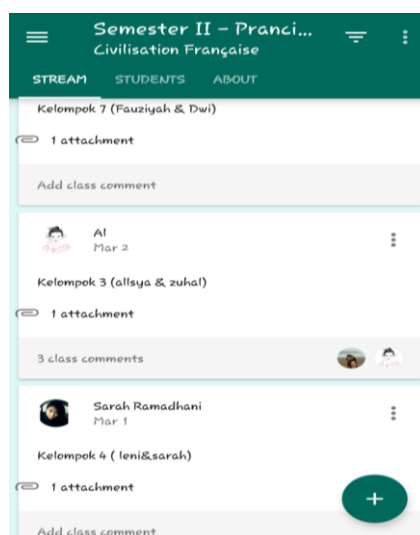 Semester II – Pranci...
Civilisation Française
STREAM STUDENTS ABOUT
Kelompok 7 (Fauziyah & Dwi)
1 attachment
Add class comment
Al
Mar 2
Kelompok 3 (allsya & zuhal)
1 attachment
3 class comments
Sarah Ramadhani
Mar 1
Kelompok 4 ( leni&sarah)
1 attachment
Add class comment